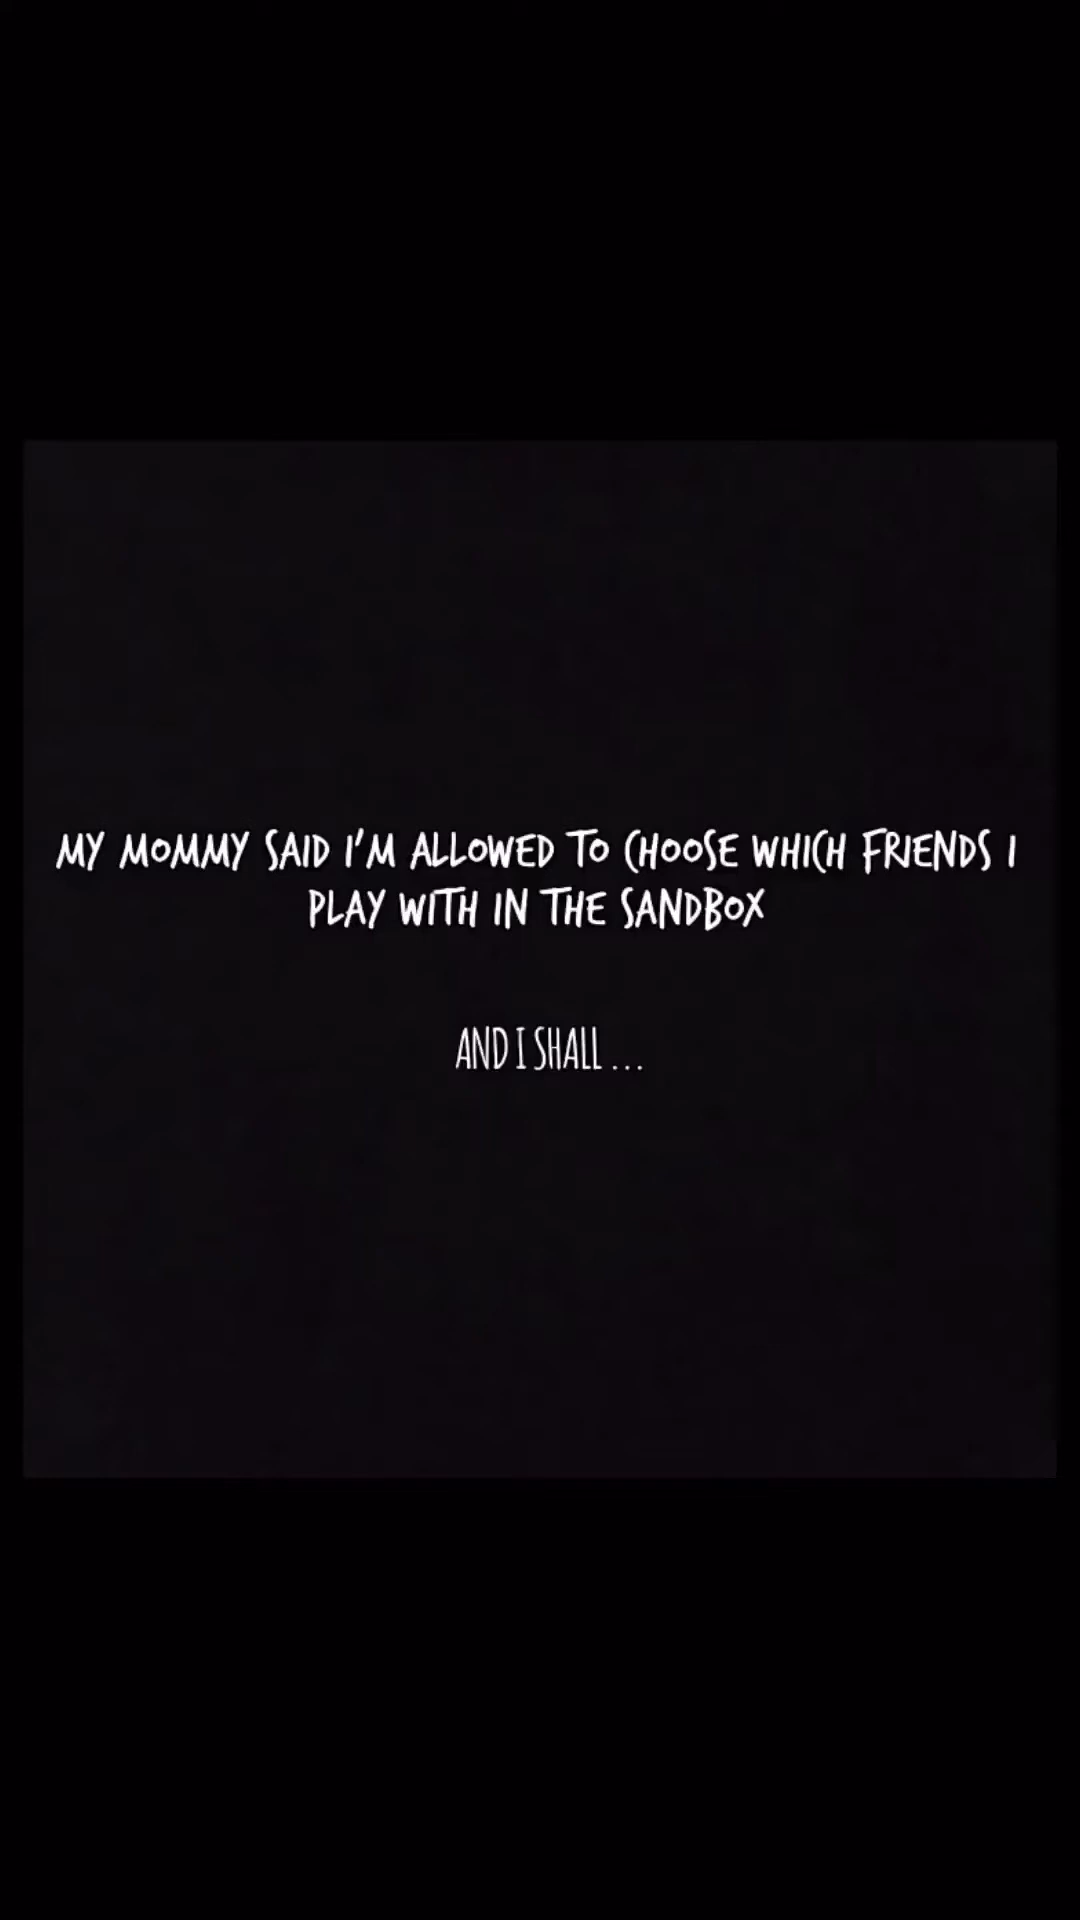 MY MOMMY SAID I'M ALLOWED TO CHOOSE WHICH FRIENDS I
PLAY WITH IN THE SANDBOX
AND I SHALL ...